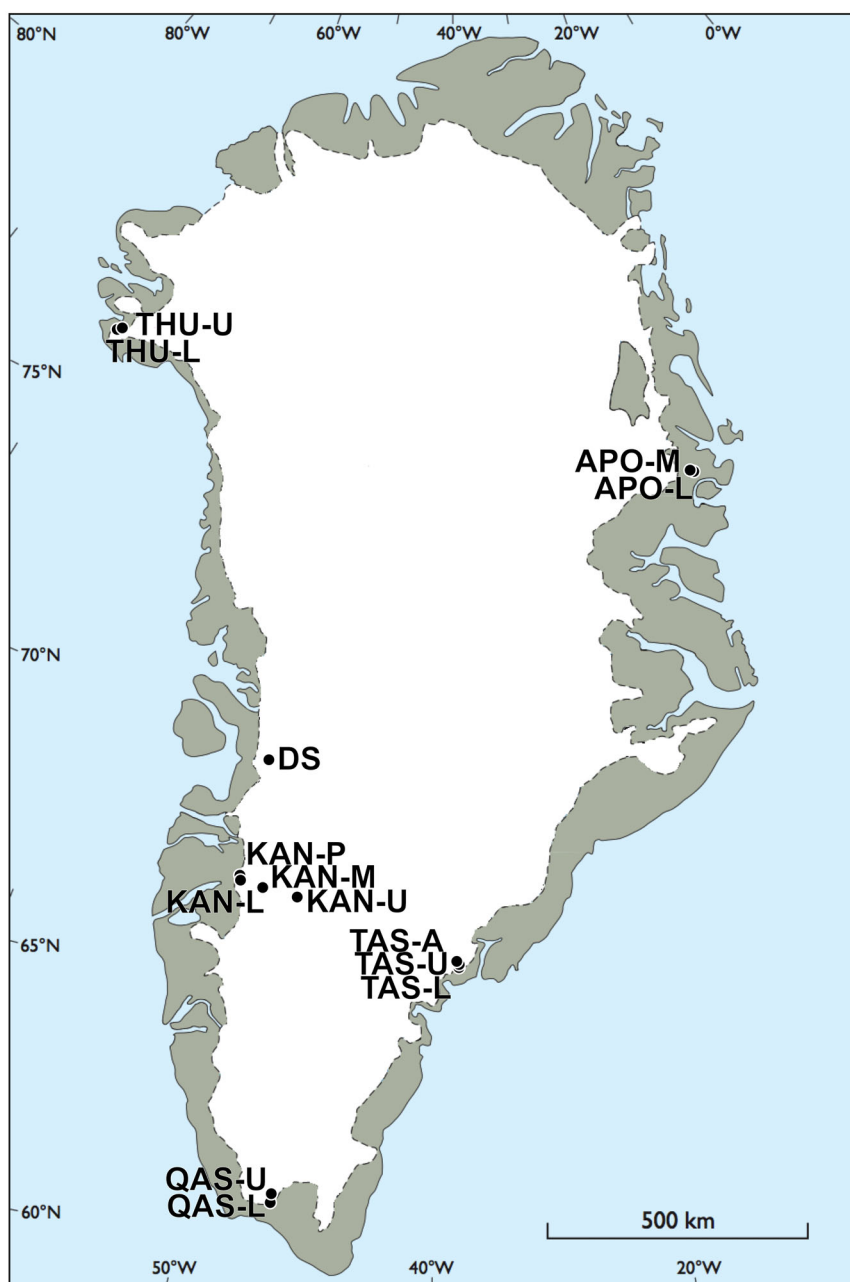 80°N
80°W
60°W
40°W
20°W
0°W
THU-U
THU-L
75°N
APO-M
APO-L
70°N
DS
KAN-P
KAN-M
KAN-L
KAN-U
TAS-A
65°N
TAS-U
TAS-L
QAS-U
QAS-L
60°N
500 km
50°W
40°W
20°W